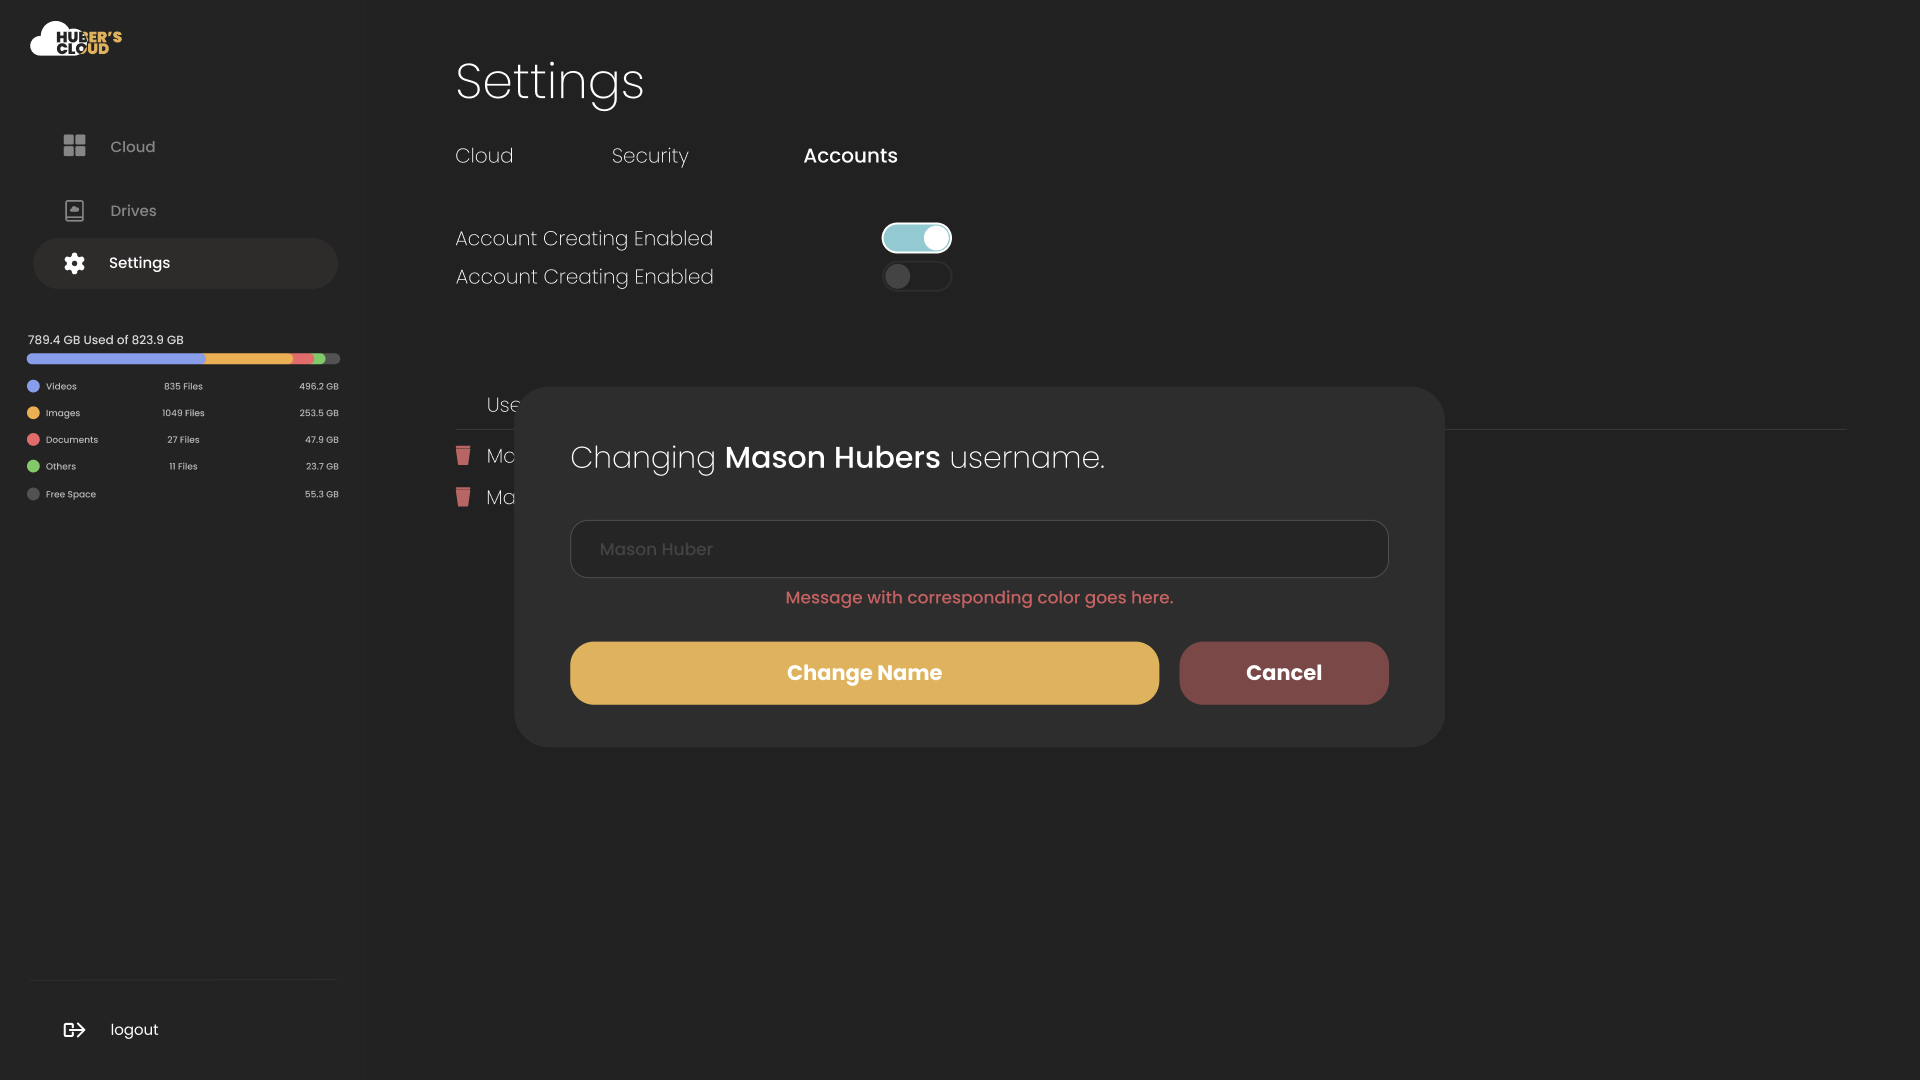 HUBER'S
CLOUD
Cloud
Drives
Settings
789.4 GB Used of 823.9 GB
Videos 835 Files 496.2 GB
Images 1049 Files 253.5 GB
Documents 27 Files 47.9 GB
Others 11 Files 23.7 GB
Free Space 55.3 GB
logout
Settings
Cloud Security Accounts
Account Creating Enabled
Account Creating Enabled
Use
Ma
Ma
Changing Mason Hubers username.
Mason Huber
Message with corresponding color goes here.
Change Name Cancel